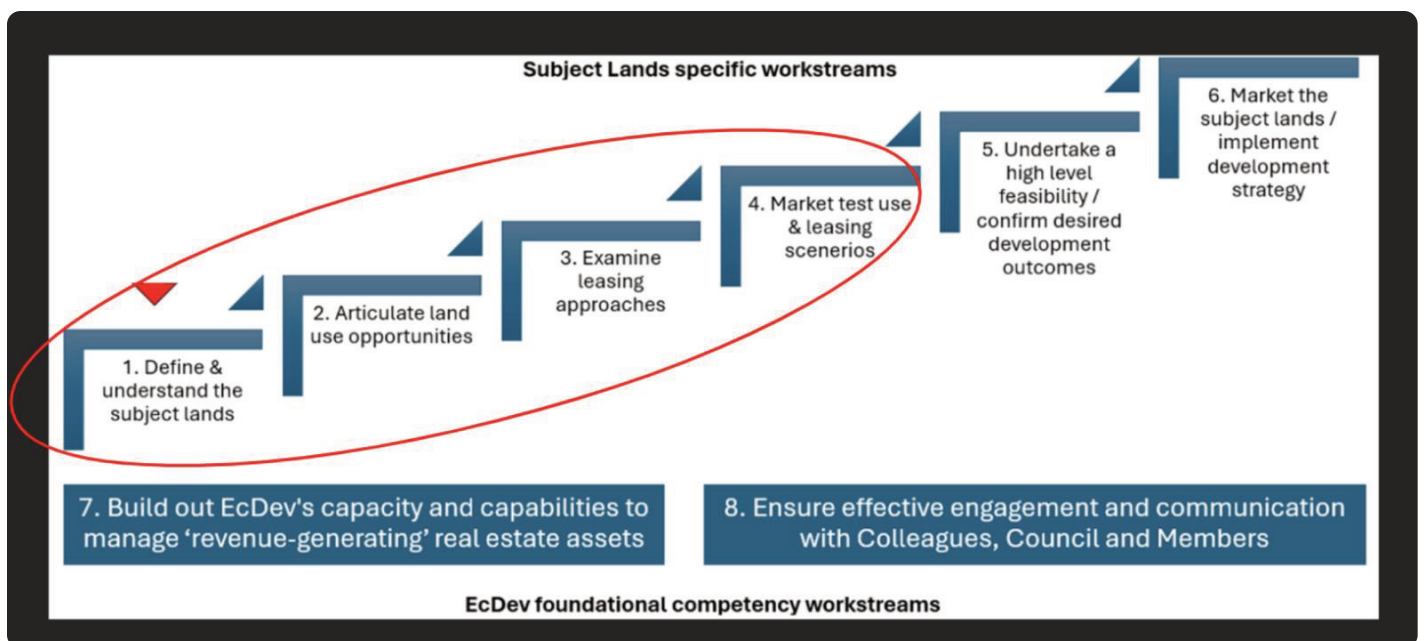 Subject Lands specific workstreams
1. Define &
understand the
subject lands
2. Articulate land
use opportunities
3. Examine
leasing
approaches
4. Market test use
& leasing
scenerios
5. Undertake a
high level
feasibility /
confirm desired
development
outcomes
6. Market the
subject lands /
implement
development
strategy
7. Build out EcDev's capacity and capabilities to
manage ‘revenue-generating’ real estate assets
8. Ensure effective engagement and communication
with Colleagues, Council and Members
EcDev foundational competency workstreams